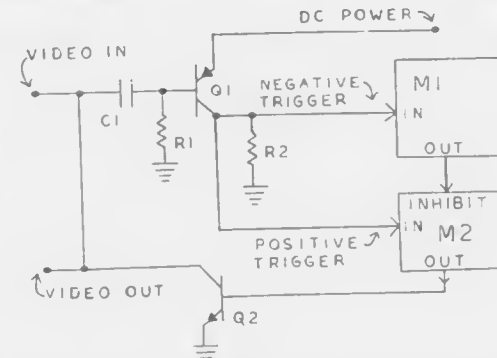 DC POWER
VIDEO IN
Q1
NEGATIVE
TRIGGER
M1
IN
C1
R1
R2
OUT
INHIBIT
IN
M2
POSITIVE
TRIGGER
OUT
VIDEO OUT
Q2